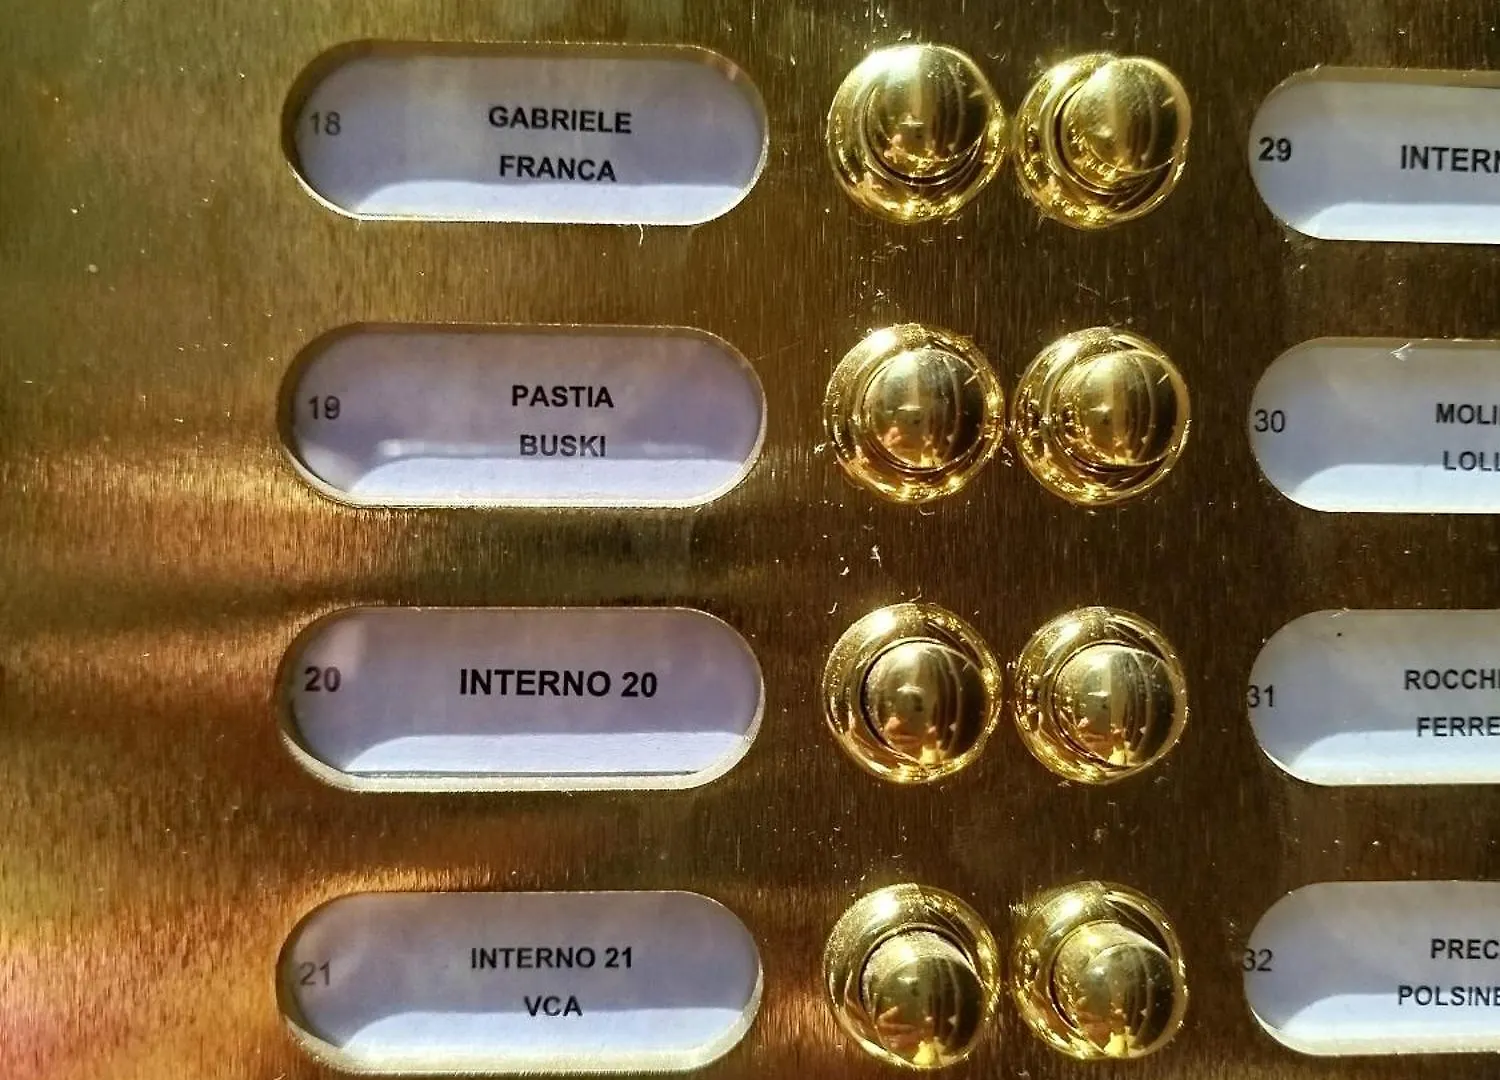 18 GABRIELE
FRANCA
19 PASTIA
BUSKI
20 INTERNO 20
21 INTERNO 21
VCA
29
30
31
32